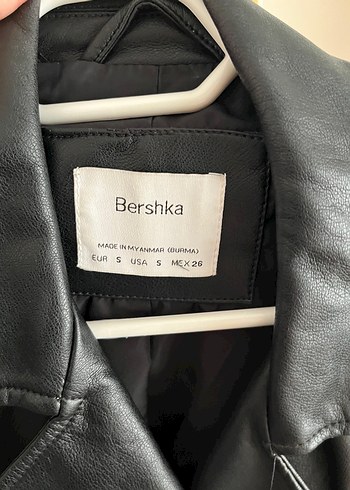 Bershka
MADE IN MYANMAR (BURMA)
EUR S USA S MEX 26